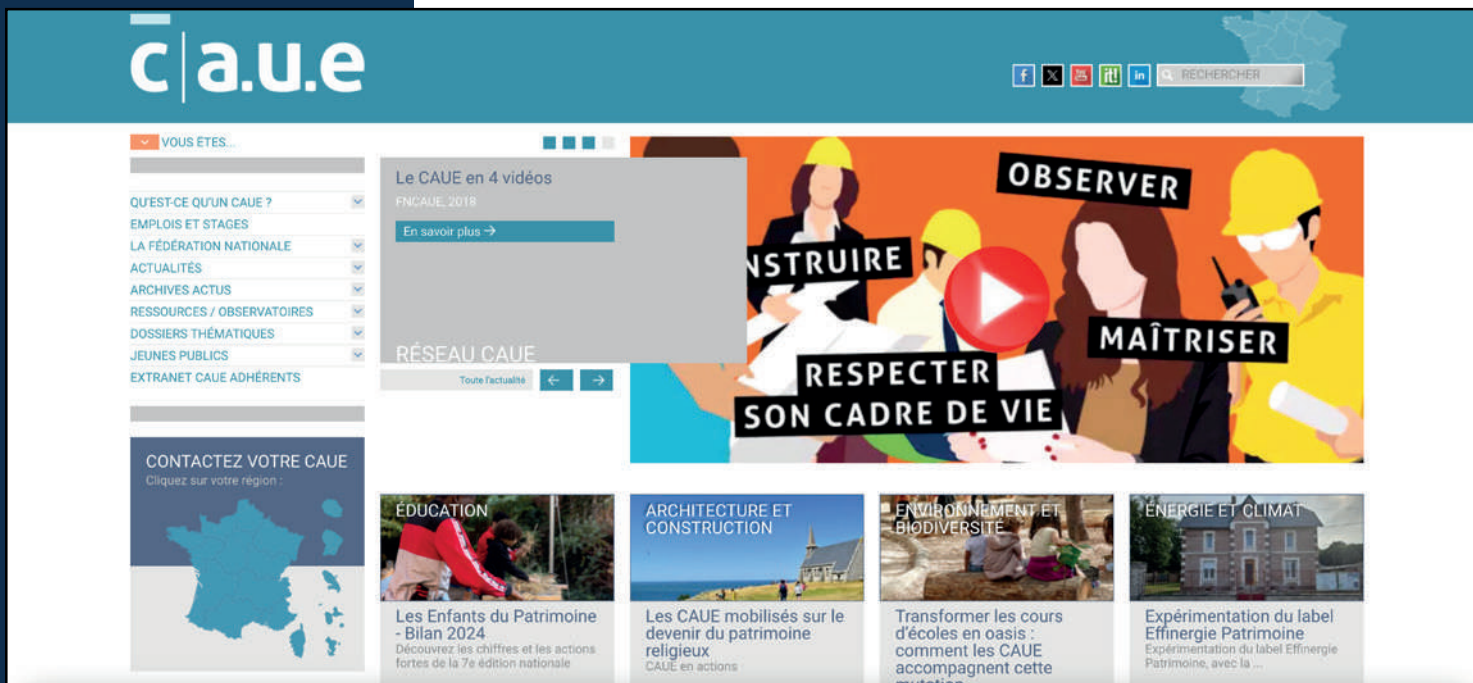 c|a.u.e
RECHERCHER
VOUS ÊTES...
QU'EST-CE QU'UN CAUE ?
EMPLOIS ET STAGES
LA FÉDÉRATION NATIONALE
ACTUALITÉS
ARCHIVES ACTUS
RESSOURCES / OBSERVATOIRES
DOSSIERS THÉMATIQUES
JEUNES PUBLICS
EXTRANET CAUE ADHÉRENTS
CONTACTEZ VOTRE CAUE
Cliquez sur votre région :
Le CAUE en 4 vidéos
FNCAUE, 2018
En savoir plus →
RÉSEAU CAUE
Toute l'actualité
← →
OBSERVER
NSTRUIRE
MAÎTRISER
RESPECTER
SON CADRE DE VIE
ÉDUCATION
Les Enfants du Patrimoine
- Bilan 2024
Découvrez les chiffres et les actions
fortes de la 7e édition nationale
ARCHITECTURE ET
CONSTRUCTION
Les CAUE mobilisés sur le
devenir du patrimoine
religieux
CAUE en actions
ENVIRONNEMENT ET
BIODIVERSITÉ
Transformer les cours
d'écoles en oasis :
comment les CAUE
accompagnent cette
mutation
ÉNERGIE ET CLIMAT
Expérimentation du label
Effinergie Patrimoine
Expérimentation du label Effinergie
Patrimoine, avec la ...